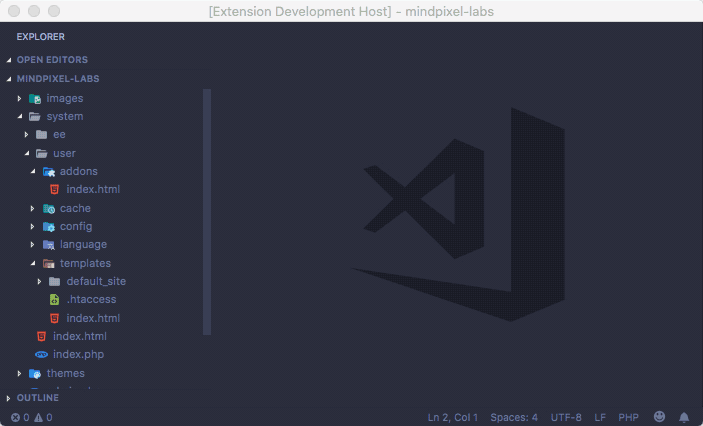 [Extension Development Host] - mindpixel-labs
EXPLORER
OPEN EDITORS
MINDPIXEL-LABS
images
system
ee
user
addons
index.html
cache
config
language
templates
default_site
.htaccess
index.html
index.html
index.php
themes
OUTLINE
0 0 Ln 2, Col 1 Spaces: 4 UTF-8 LF PHP